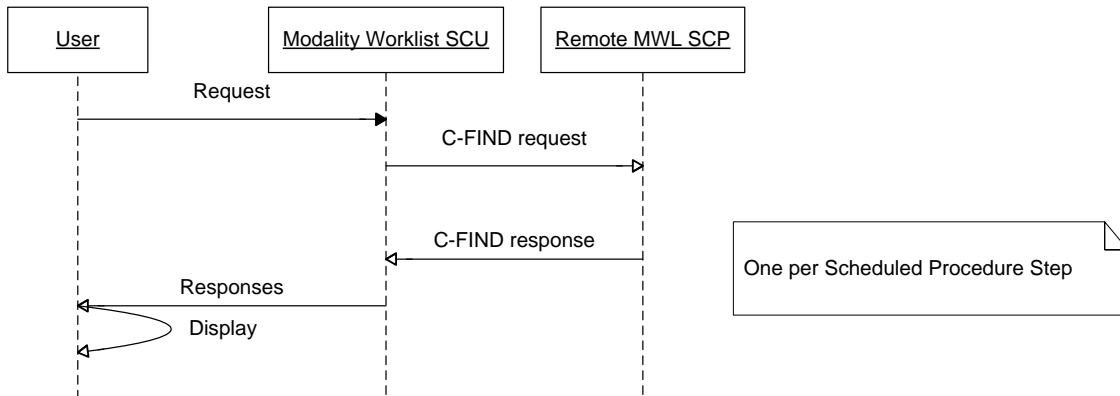 User
Modality Worklist SCU
Remote MWL SCP
Request
C-FIND request
C-FIND response
One per Scheduled Procedure Step
Responses
Display